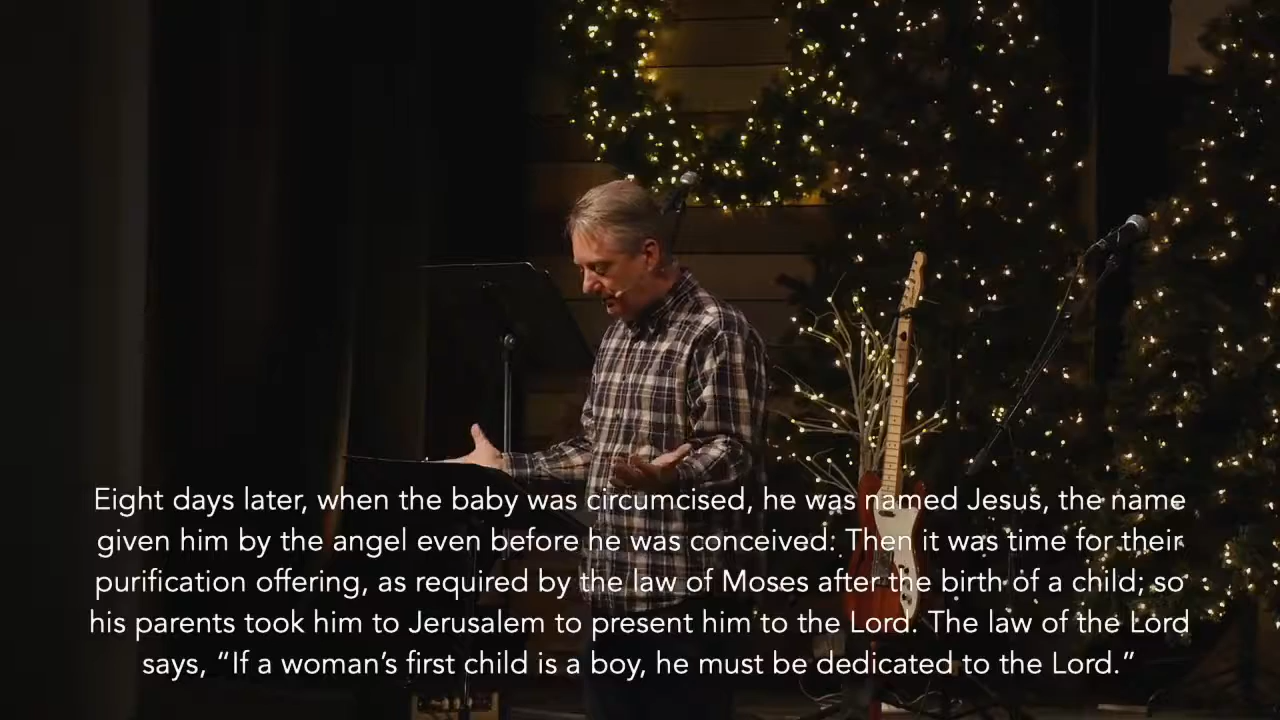 Eight days later, when the baby was circumcised, he was named Jesus, the name
given him by the angel even before he was conceived. Then it was time for their
purification offering, as required by the law of Moses after the birth of a child; so
his parents took him to Jerusalem to present him to the Lord. The law of the Lord
says, “If a woman’s first child is a boy, he must be dedicated to the Lord.”